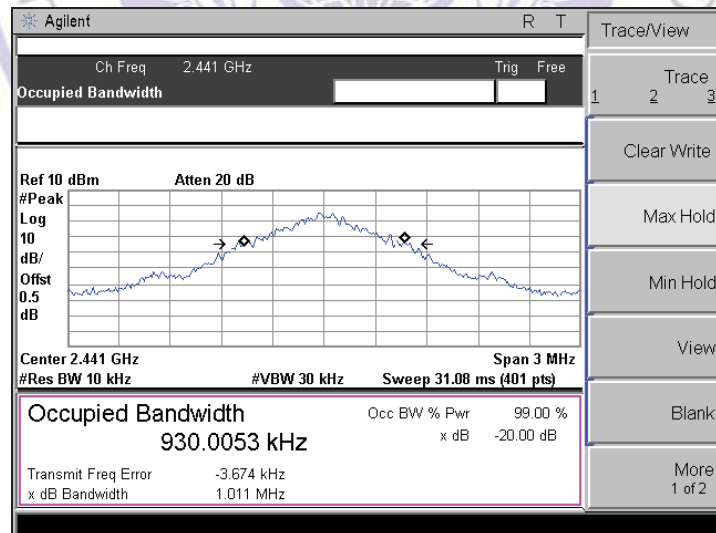 Agilent R T
Ch Freq 2.441 GHz Trig Free
Occupied Bandwidth
Ref 10 dBm Atten 20 dB
#Peak
Log
10
dB/
Offst
0.5
dB
Center 2.441 GHz Span 3 MHz
#Res BW 10 kHz #VBW 30 kHz Sweep 31.08 ms (401 pts)
Occupied Bandwidth Occ BW % Pwr 99.00 %
930.0053 kHz x dB -20.00 dB
Transmit Freq Error -3.674 kHz
x dB Bandwidth 1.011 MHz
Trace/View
Trace
1 2 3
Clear Write
Max Hold
Min Hold
View
Blank
More
1 of 2